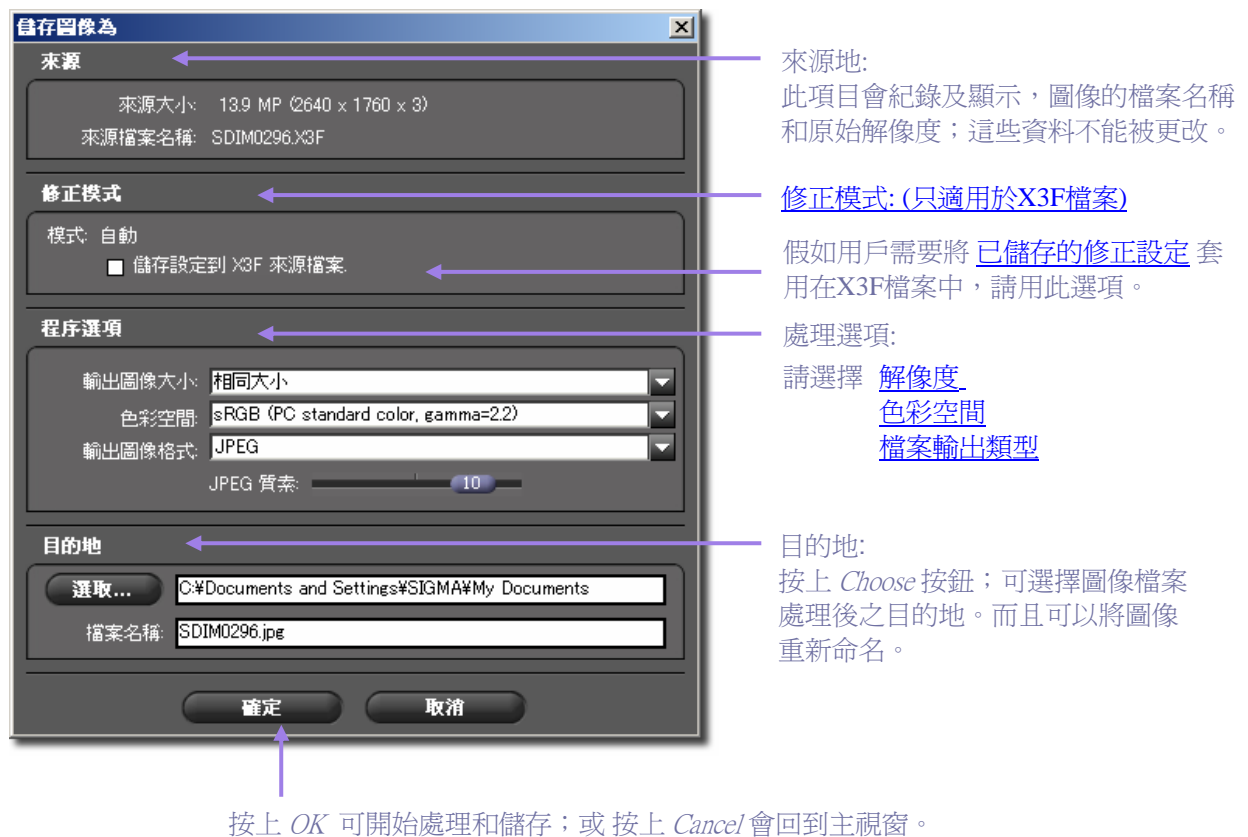 儲存圖像為
來源
來源大小: 13.9 MP (2640 x 1760 x 3)
來源檔案名稱: SDIM0296.X3F
修正模式
模式: 自動
儲存設定到 X3F 來源檔案.
程序選項
輸出圖像大小: 相同大小
色彩空間: sRGB (PC standard color, gamma=2.2)
輸出圖像格式: JPEG
JPEG 質素: 10
目的地
選取... C:¥Documents and Settings¥SIGMA¥My Documents
檔案名稱: SDIM0296.jpg
確定 取消
來源地:
此項目會紀錄及顯示，圖像的檔案名稱
和原始解像度；這些資料不能被更改。
修正模式: (只適用於X3F檔案)
假如用戶需要將 已儲存的修正設定 套
用在X3F檔案中，請用此選項。
處理選項:
請選擇 解像度
色彩空間
檔案輸出類型
目的地:
按上 Choose 按鈕；可選擇圖像檔案
處理後之目的地。而且可以將圖像
重新命名。
按上 OK 可開始處理和儲存；或 按上 Cancel 會回到主視窗。